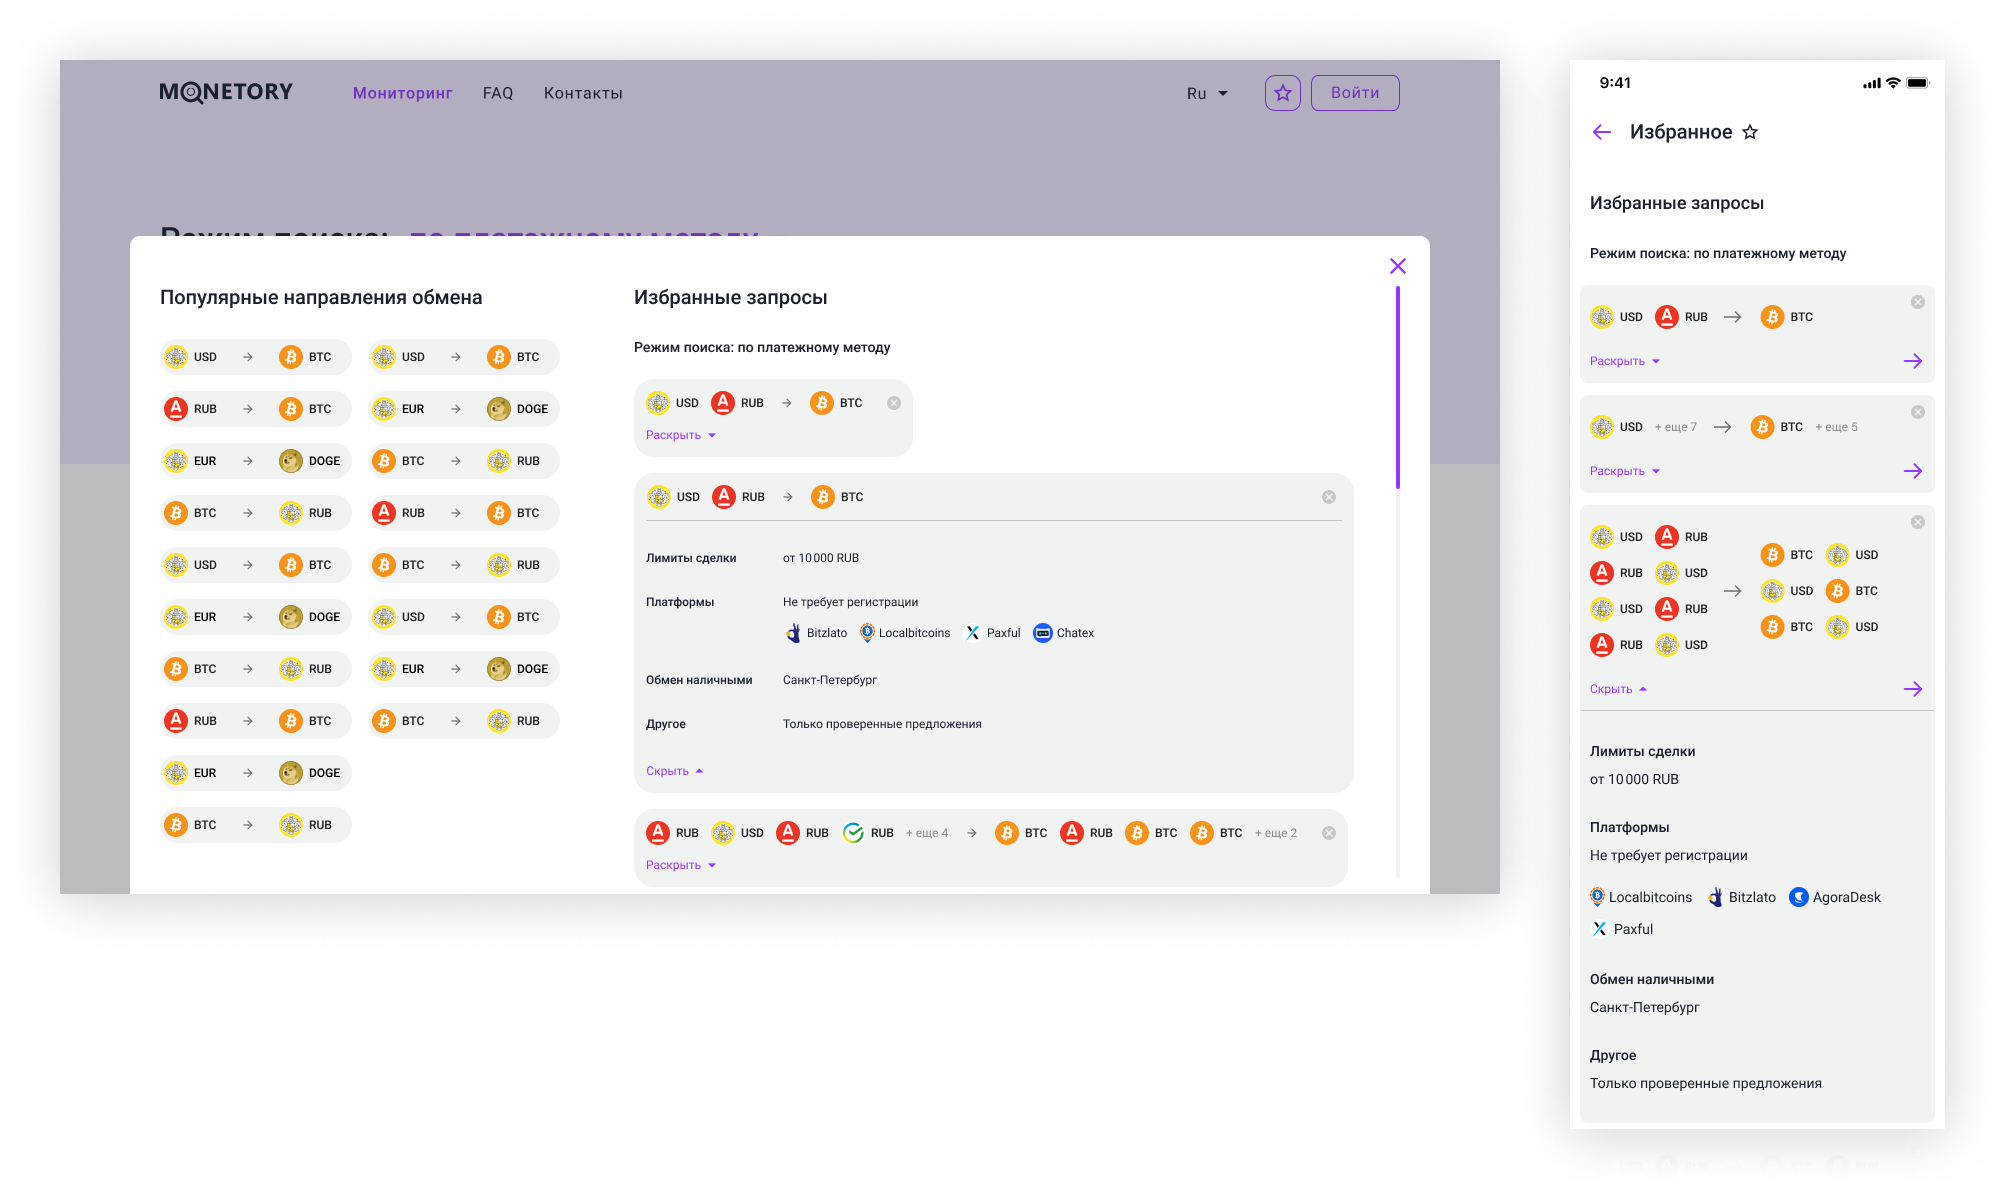 MONETORY Мониторинг FAQ Контакты Ru Войти
Режим поиска: по платежному методу
Популярные направления обмена
USD → BTC USD → BTC
RUB → BTC EUR → DOGE
EUR → DOGE BTC → RUB
BTC → RUB RUB → BTC
USD → BTC BTC → RUB
EUR → DOGE USD → BTC
BTC → RUB EUR → DOGE
RUB → BTC BTC → RUB
EUR → DOGE
BTC → RUB
Избранные запросы
Режим поиска: по платежному методу
USD RUB → BTC
Раскрыть
USD RUB → BTC
Лимиты сделки от 10 000 RUB
Платформы Не требует регистрации
Bitzlato Localbitcoins Paxful Chatex
Обмен наличными Санкт-Петербург
Другое Только проверенные предложения
Скрыть
RUB USD RUB RUB + еще 4 → BTC RUB BTC BTC + еще 2
Раскрыть
9:41
Избранное
Избранные запросы
Режим поиска: по платежному методу
USD RUB → BTC
Раскрыть
USD + еще 7 → BTC + еще 5
Раскрыть
USD RUB
RUB USD
USD RUB
RUB USD
→
BTC USD
USD BTC
BTC USD
Скрыть
Лимиты сделки
от 10 000 RUB
Платформы
Не требует регистрации
Localbitcoins Bitzlato AgoraDesk
Paxful
Обмен наличными
Санкт-Петербург
Другое
Только проверенные предложения